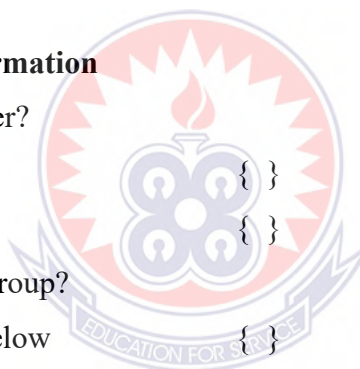 rmation
er?
{ }
{ }
roup?
elow { }
EDUCATION FOR SERVICE